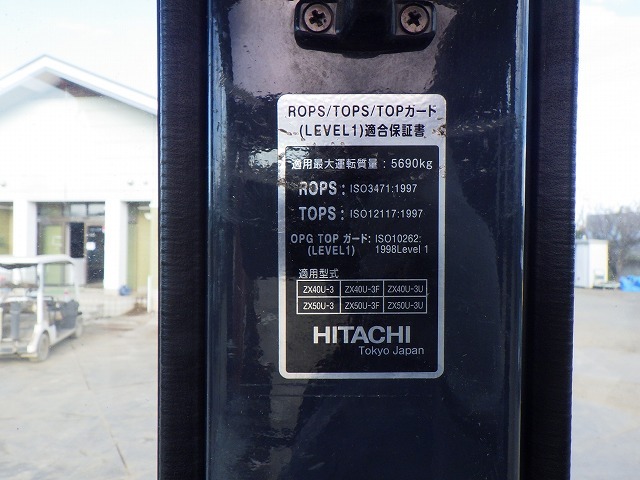 ROPS/TOPS/TOPガード
(LEVEL1)適合保証書
適用最大運転質量:5690kg
ROPS: ISO3471:1997
TOPS: ISO12117:1997
OPG TOP ガード: ISO10262:
(LEVEL1) 1998Level 1
適用型式
ZX40U-3 ZX40U-3F ZX40U-3U
ZX50U-3 ZX50U-3F ZX50U-3U
HITACHI
Tokyo Japan